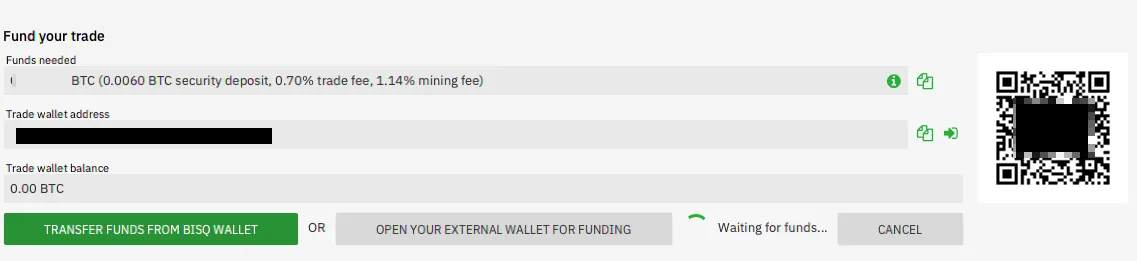 Fund your trade
Funds needed
BTC (0.0060 BTC security deposit, 0.70% trade fee, 1.14% mining fee)
Trade wallet address
Trade wallet balance
0.00 BTC
TRANSFER FUNDS FROM BISQ WALLET OR OPEN YOUR EXTERNAL WALLET FOR FUNDING Waiting for funds... CANCEL